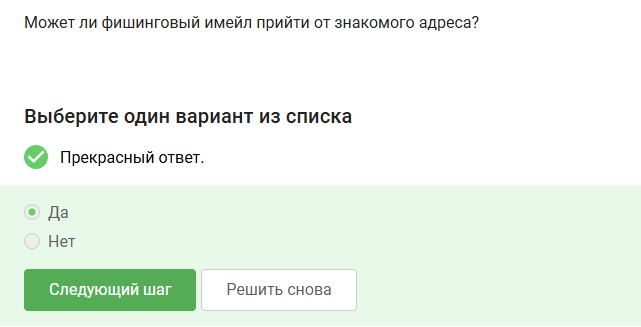 Может ли фишинговый имейл прийти от знакомого адреса?
Выберите один вариант из списка
Прекрасный ответ.
Да
Нет
Следующий шаг
Решить снова